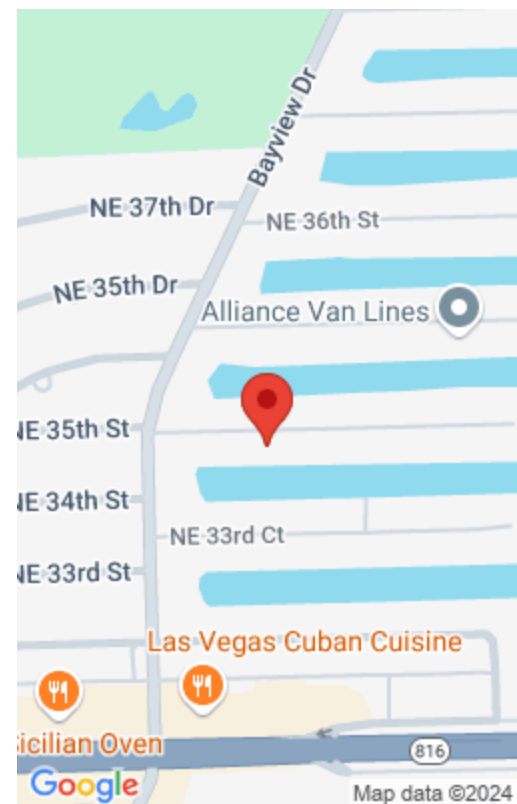 Bayview Dr
NE 37th Dr
NE 36th St
NE 35th Dr
Alliance Van Lines
NE 35th St
NE 34th St
NE 33rd Ct
NE 33rd St
Las Vegas Cuban Cuisine
icilian Oven
816
Google
Map data ©2024